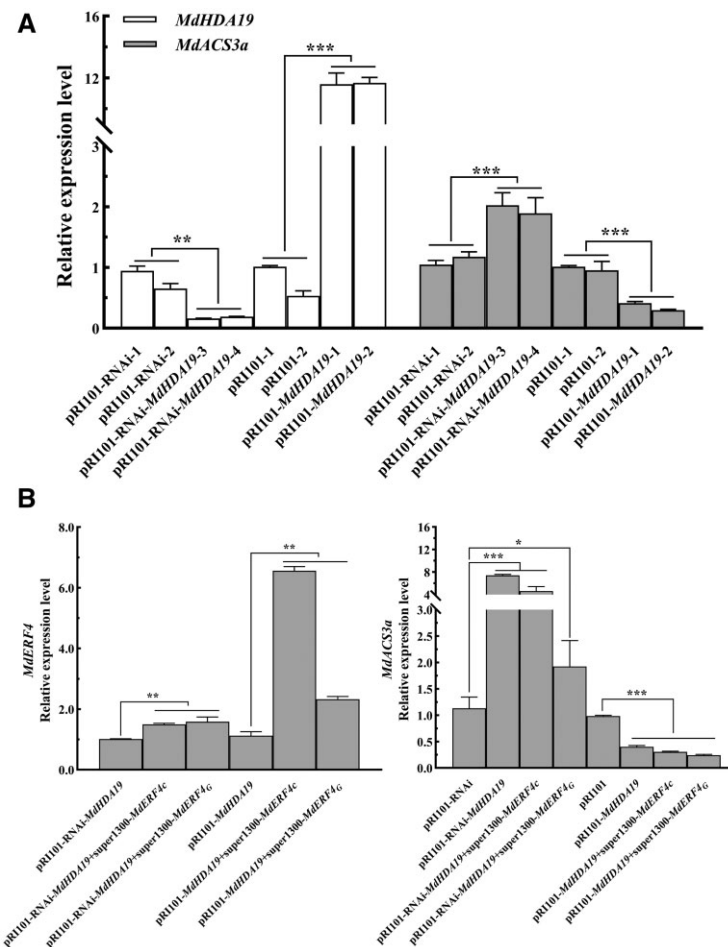 A
MdHDA19
MdACS3a
Relative expression level
16
12
3
2
1
0
**
***
***
***
pRI101-RNAi-1
pRI101-RNAi-2
pRI101-RNAi-MdHDA19-3
pRI101-RNAi-MdHDA19-4
pRI101-1
pRI101-2
pRI101-MdHDA19-1
pRI101-MdHDA19-2
pRI101-RNAi-1
pRI101-RNAi-2
pRI101-RNAi-MdHDA19-3
pRI101-RNAi-MdHDA19-4
pRI101-1
pRI101-2
pRI101-MdHDA19-1
pRI101-MdHDA19-2
B
MdERF4
Relative expression level
8.0
6.0
4.0
2.0
0.0
**
**
pRI101-RNAi-MdHDA19
pRI101-RNAi-MdHDA19+super1300-MdERF4c
pRI101-RNAi-MdHDA19+super1300-MdERF4G
pRI101-MdHDA19
pRI101-MdHDA19+super1300-MdERF4c
pRI101-MdHDA19+super1300-MdERF4G
MdACS3a
Relative expression level
16
12
8
4
3.0
2.5
2.0
1.5
1.0
0.5
0.0
*
***
***
pRI101-RNAi
pRI101-RNAi-MdHDA19
pRI101-RNAi-MdHDA19+super1300-MdERF4c
pRI101-RNAi-MdHDA19+super1300-MdERF4G
pRI101
pRI101-MdHDA19
pRI101-MdHDA19+super1300-MdERF4c
pRI101-MdHDA19+super1300-MdERF4G